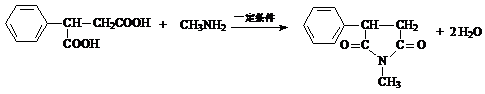 CH-CH₂COOH + CH₃NH₂ 一定条件 CH-CH₂ + 2H₂O
COOH O=C C=O
N
CH₃